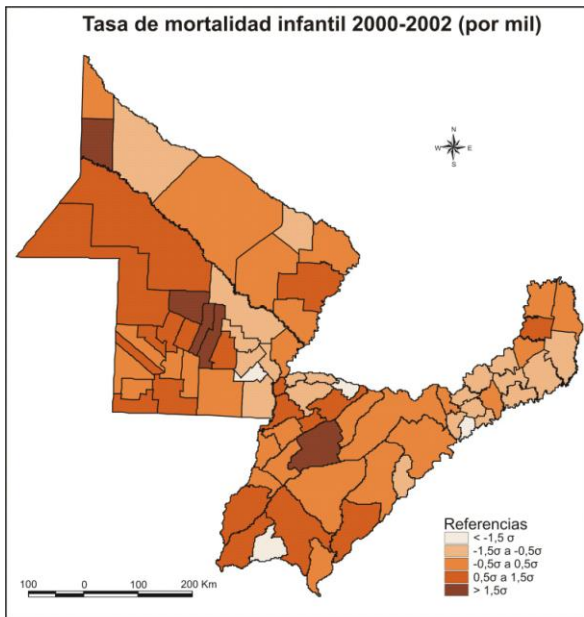 Tasa de mortalidad infantil 2000-2002 (por mil)
N
W E
S
Referencias
< -1,5 σ
-1,5σ a -0,5σ
-0,5σ a 0,5σ
0,5σ a 1,5σ
> 1,5σ
100 0 100 200 Km